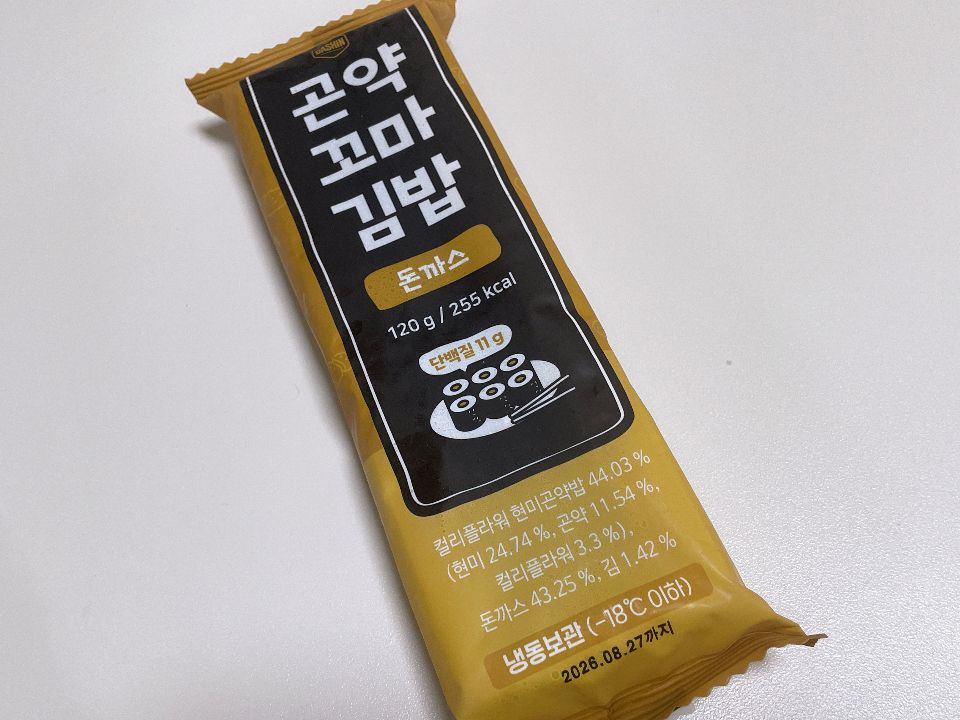 DASHIN
곤약
꼬마
김밥
돈까스
120 g / 255 kcal
단백질 11 g
컬리플라워 현미곤약밥 44.03 %
(현미 24.74 %, 곤약 11.54 %,
컬리플라워 3.3 %),
돈까스 43.25 %, 김 1.42 %
냉동보관 (-18℃ 이하)
2026.08.27까지